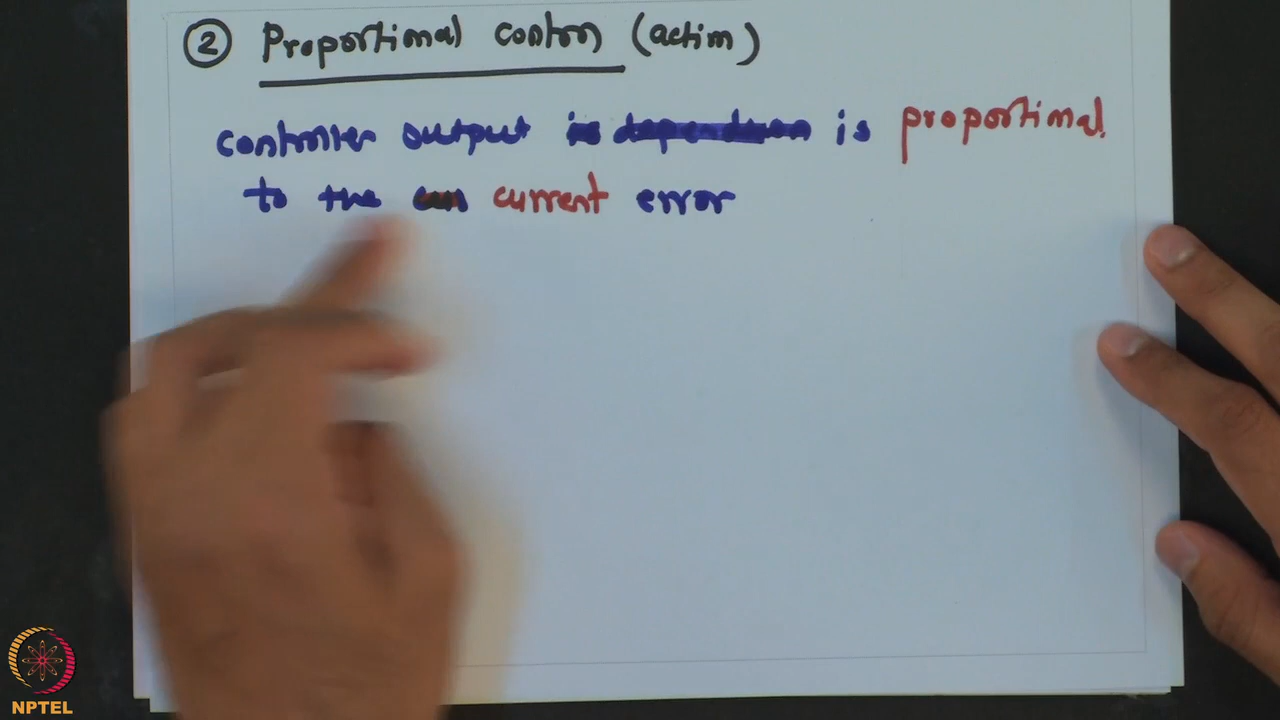 ② Proportional control (action)
controller output is proportional
to the current error
NPTEL